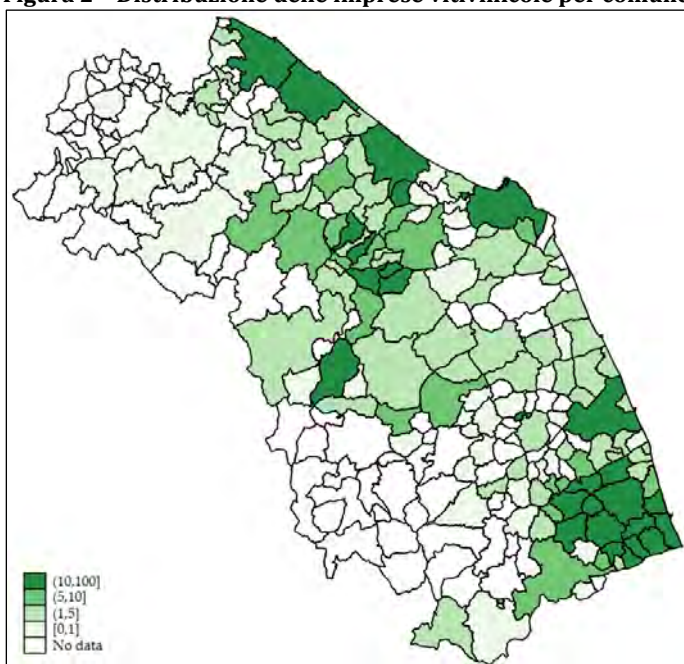 Figura 2 – Distribuzione delle imprese vitivinicole per comune
(10,100]
(5,10]
(1,5]
[0,1]
No data